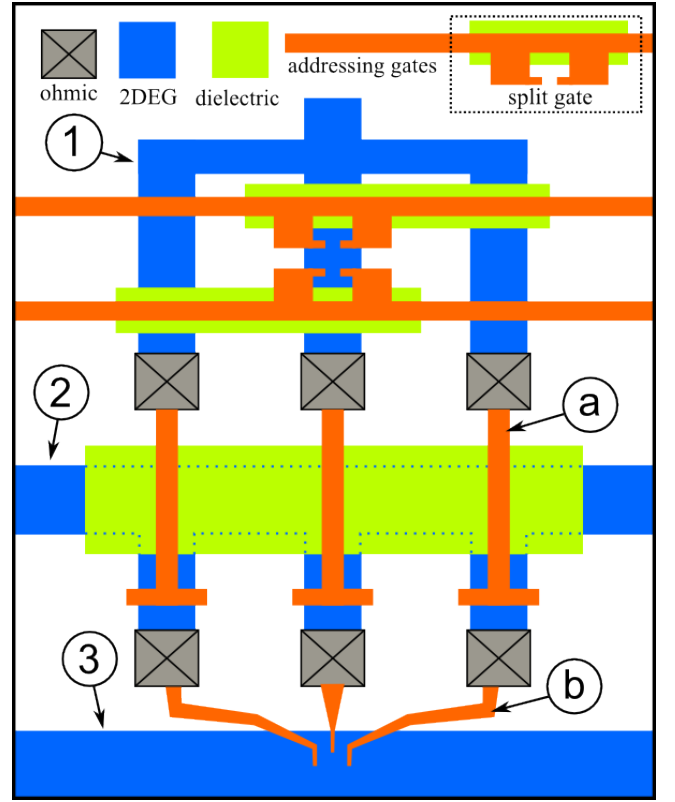 addressing gates
ohmic
2DEG
dielectric
split gate
1
2
a
3
b